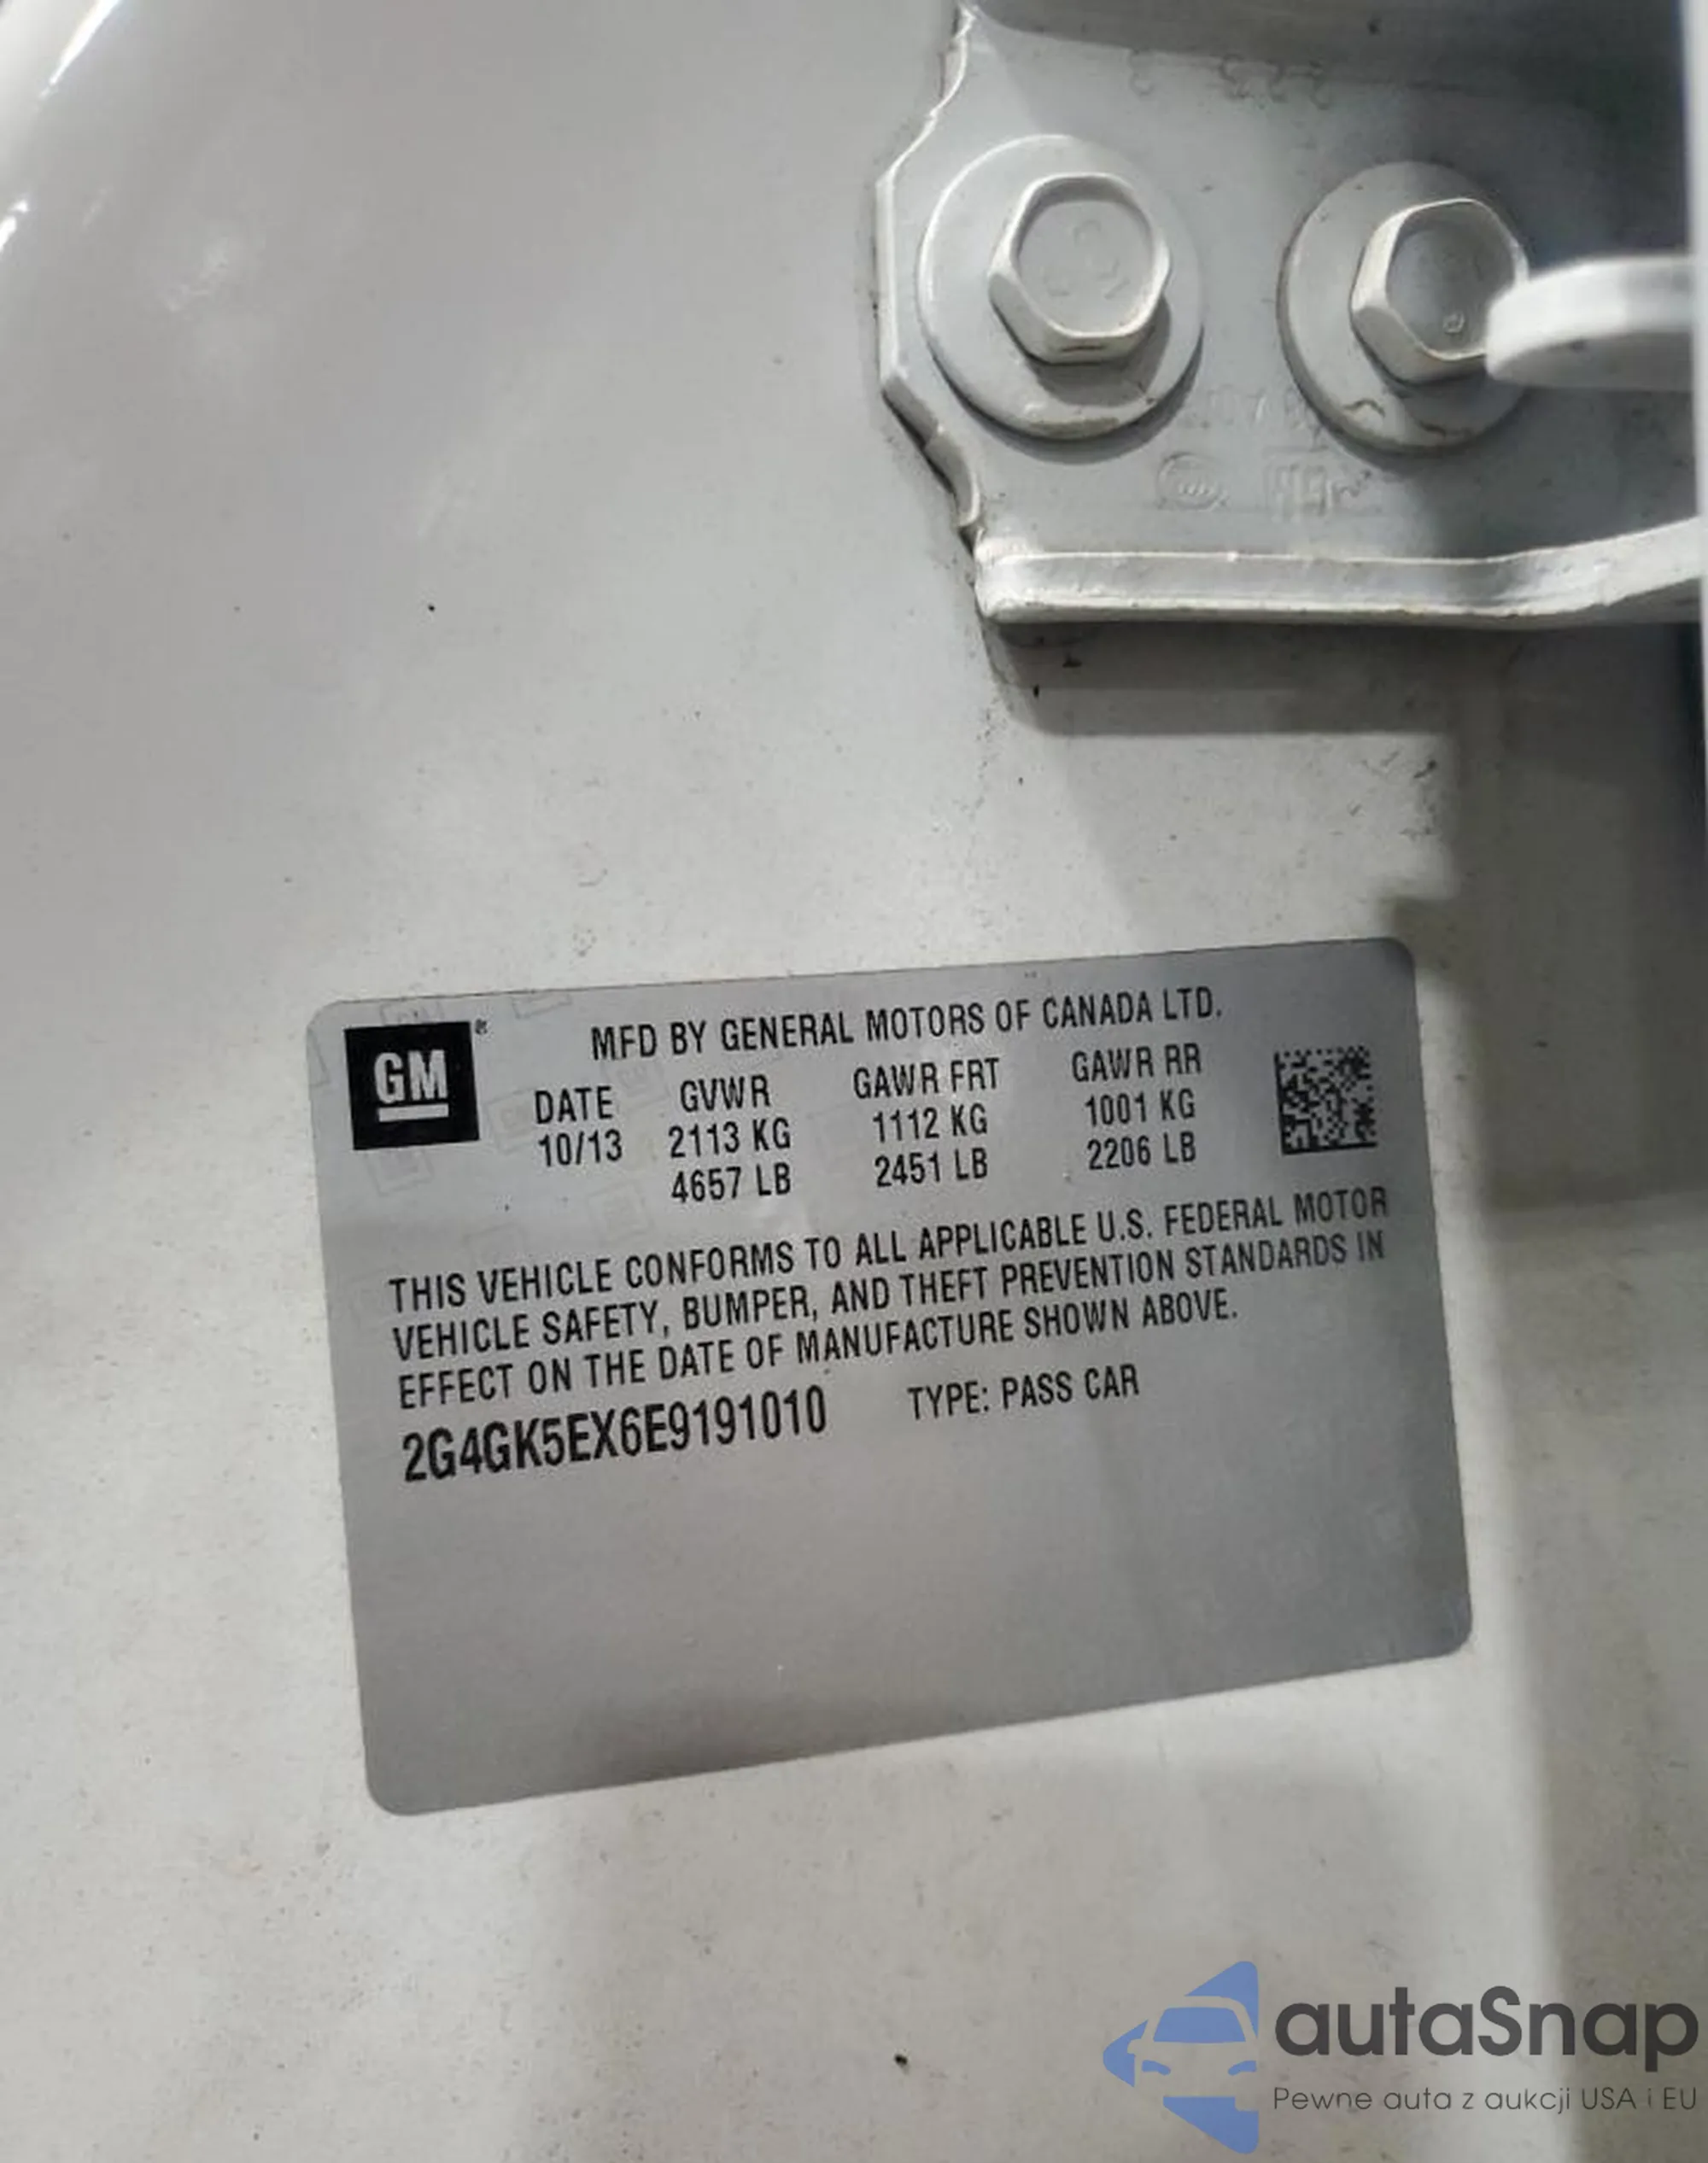 GM ®
MFD BY GENERAL MOTORS OF CANADA LTD.
DATE GVWR GAWR FRT GAWR RR
10/13 2113 KG 1112 KG 1001 KG
4657 LB 2451 LB 2206 LB
THIS VEHICLE CONFORMS TO ALL APPLICABLE U.S. FEDERAL MOTOR
VEHICLE SAFETY, BUMPER, AND THEFT PREVENTION STANDARDS IN
EFFECT ON THE DATE OF MANUFACTURE SHOWN ABOVE.
2G4GK5EX6E9191010 TYPE: PASS CAR
autaSnap
Pewne auta z aukcji USA i EU